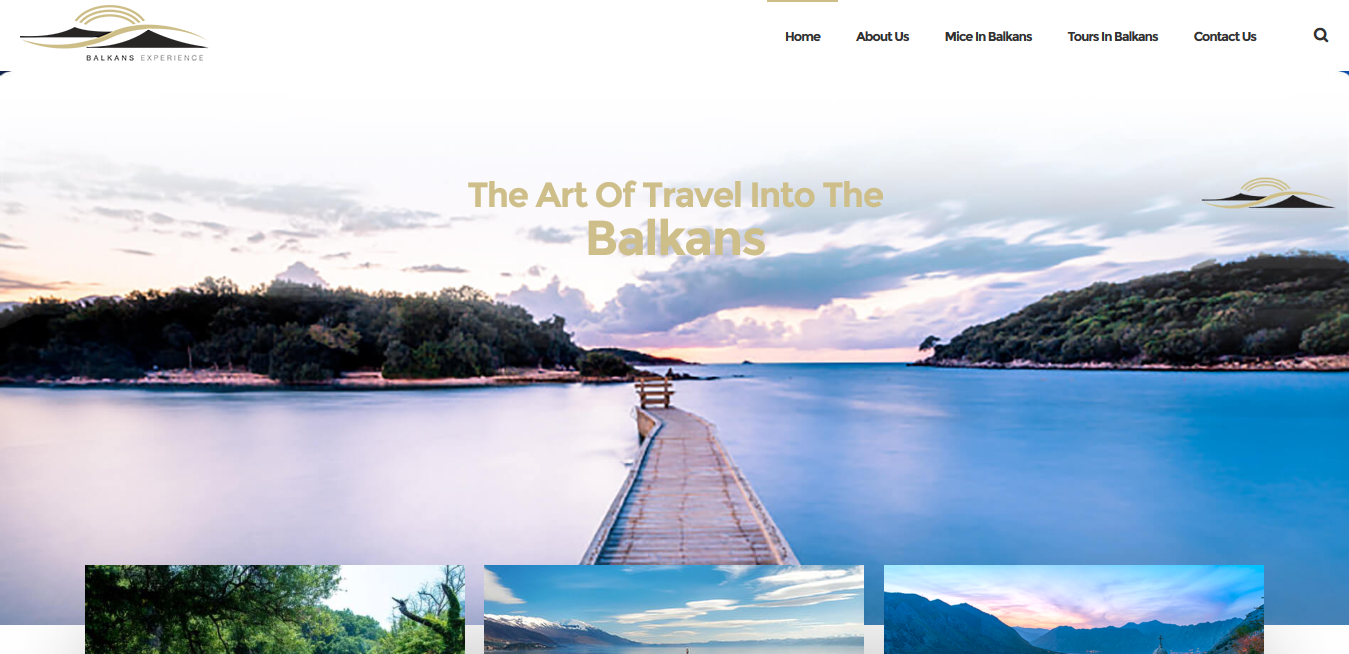 BALKANS EXPERIENCE
Home About Us Mice In Balkans Tours In Balkans Contact Us
The Art Of Travel Into The
Balkans